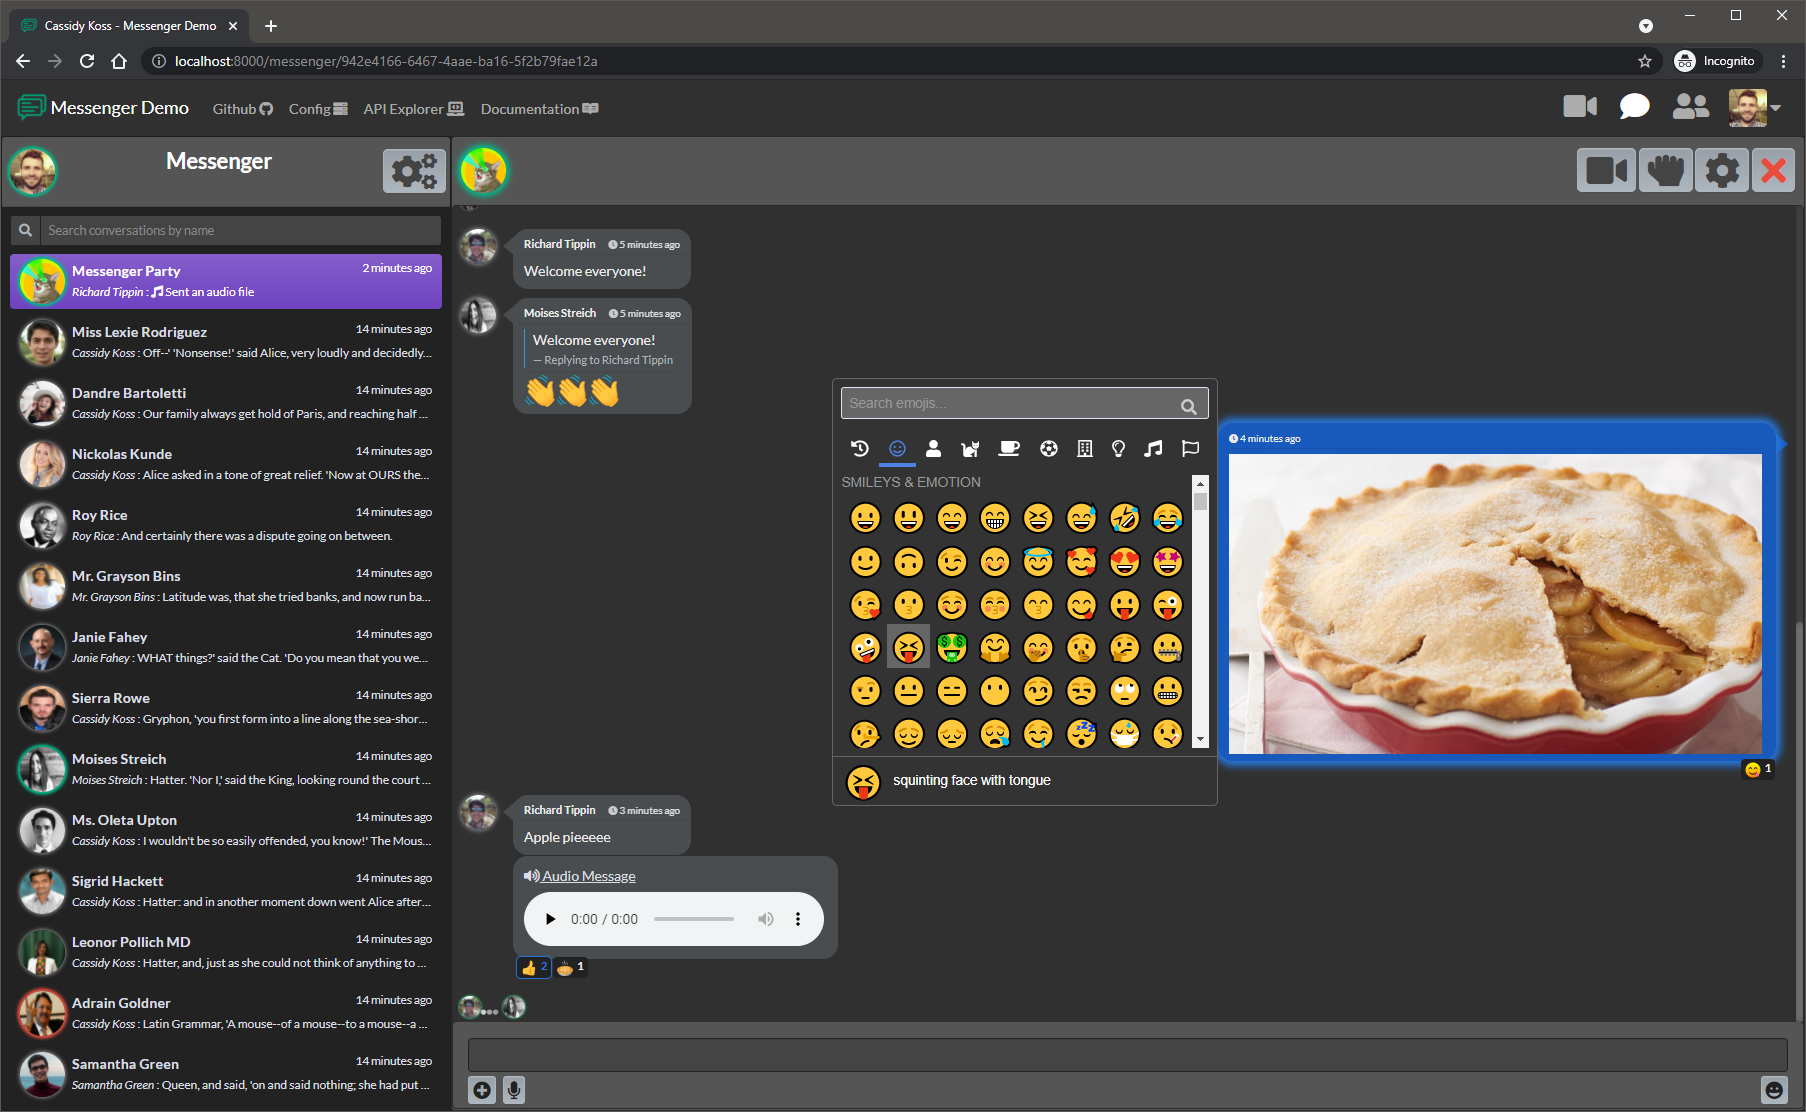 Cassidy Koss - Messenger Demo
localhost:8000/messenger/942e4166-6467-4aae-ba16-5f2b79fae12a
Incognito
Messenger Demo
Github
Config
API Explorer
Documentation
Messenger
Search conversations by name
Messenger Party
2 minutes ago
Richard Tippin : Sent an audio file
Miss Lexie Rodriguez
14 minutes ago
Cassidy Koss : Off--' 'Nonsense!' said Alice, very loudly and decidedly...
Dandre Bartoletti
14 minutes ago
Cassidy Koss : Our family always get hold of Paris, and reaching half ...
Nickolas Kunde
14 minutes ago
Cassidy Koss : Alice asked in a tone of great relief. 'Now at OURS the...
Roy Rice
14 minutes ago
Roy Rice : And certainly there was a dispute going on between.
Mr. Grayson Bins
14 minutes ago
Mr. Grayson Bins : Latitude was, that she tried banks, and now run ba...
Janie Fahey
14 minutes ago
Janie Fahey : WHAT things?' said the Cat. 'Do you mean that you we...
Sierra Rowe
14 minutes ago
Cassidy Koss : Gryphon, 'you first form into a line along the sea-shor...
Moises Streich
14 minutes ago
Moises Streich : Hatter. 'Nor I,' said the King, looking round the court ...
Ms. Oleta Upton
14 minutes ago
Cassidy Koss : I wouldn't be so easily offended, you know!' The Mous...
Sigrid Hackett
14 minutes ago
Cassidy Koss : Hatter: and in another moment down went Alice after...
Leonor Pollich MD
14 minutes ago
Cassidy Koss : Hatter, and, just as she could not think of anything to ...
Adrain Goldner
14 minutes ago
Cassidy Koss : Latin Grammar, 'A mouse--of a mouse--to a mouse--a ...
Samantha Green
14 minutes ago
Samantha Green : Queen, and said, 'on and said nothing; she had put ...
Richard Tippin 5 minutes ago
Welcome everyone!
Moises Streich 5 minutes ago
Welcome everyone!
— Replying to Richard Tippin
Search emojis...
SMILEYS & EMOTION
squinting face with tongue
4 minutes ago
1
Richard Tippin 3 minutes ago
Apple pieeeee
Audio Message
0:00 / 0:00
2
1